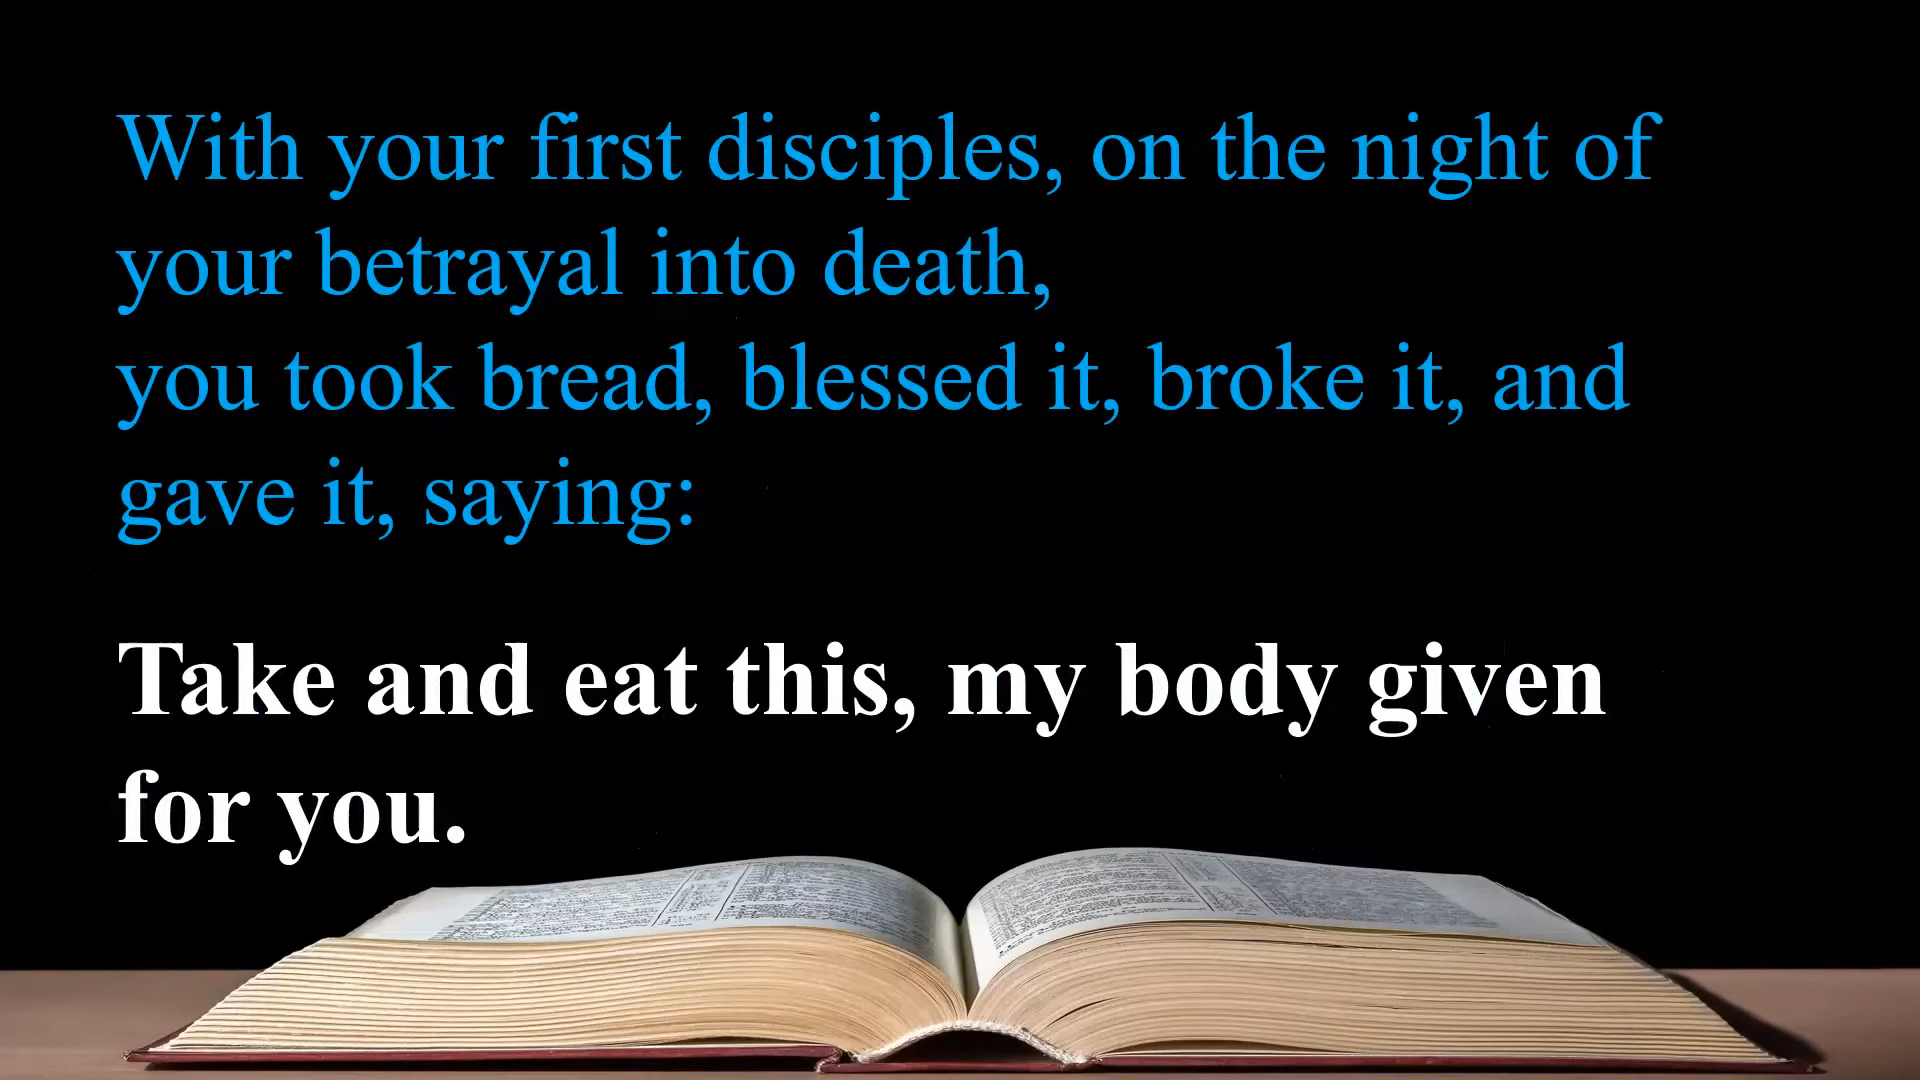 With your first disciples, on the night of
your betrayal into death,
you took bread, blessed it, broke it, and
gave it, saying:
Take and eat this, my body given
for you.